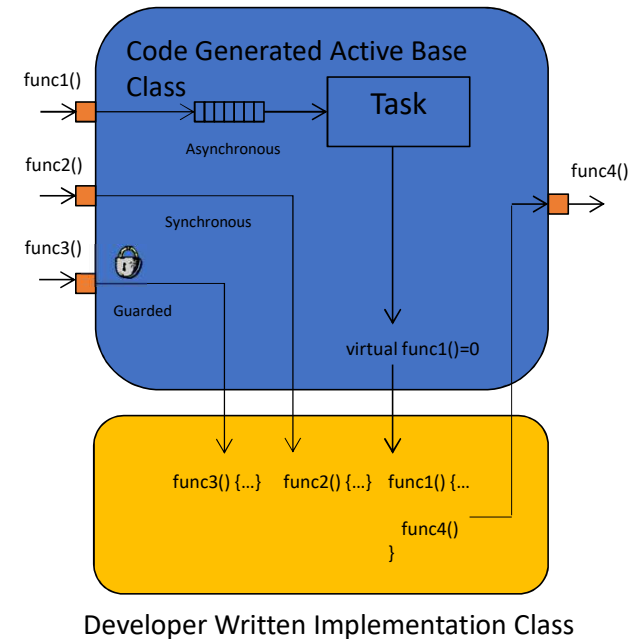 Code Generated Active Base
Class
func1()
Task
Asynchronous
func2()
func4()
Synchronous
func3()
Guarded
virtual func1()=0
func3() {…} func2() {…} func1() {…
func4()
}
Developer Written Implementation Class